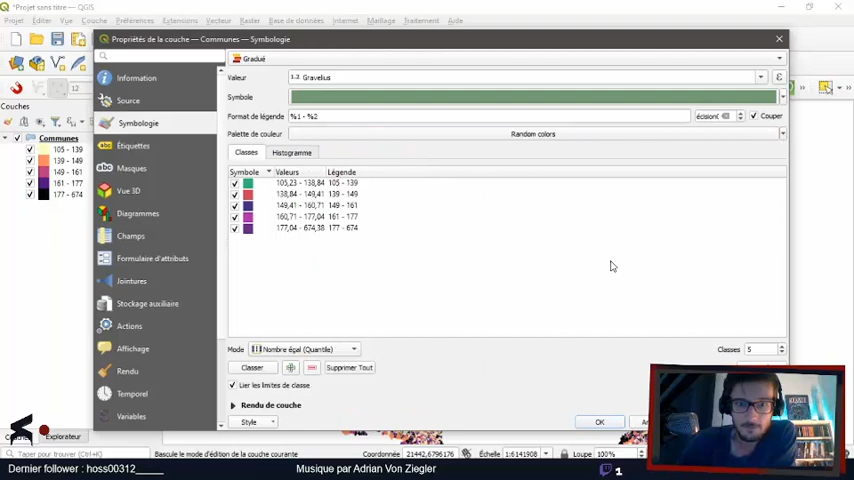 *Projet sans titre — QGIS
Projet Éditer Vue Couche Préférences Extensions Vecteur Raster Base de données Internet Maillage Traitement Aide
Propriétés de la couche — Communes — Symbologie
Information
Source
Symbologie
Étiquettes
Masques
Vue 3D
Diagrammes
Champs
Formulaire d'attributs
Jointures
Stockage auxiliaire
Actions
Affichage
Rendu
Temporel
Variables
Gradué
Valeur 1.2 Gravelius
Symbole
Format de légende %1 - %2 Couper
Palette de couleur Random colors
Classes Histogramme
Symbole Valeurs Légende
105,23 - 138,84 105 - 139
138,84 - 149,41 139 - 149
149,41 - 160,71 149 - 161
160,71 - 177,04 161 - 177
177,04 - 674,38 177 - 674
Mode Nombre égal (Quantile) Classes 5
Classer Supprimer Tout
Lier les limites de classe
Rendu de couche
Style OK
12
Couches
Communes
105 - 139
139 - 149
149 - 161
161 - 177
177 - 674
Explorateur
Taper pour trouver (Ctrl+K) Bascule le mode d'édition de la couche courante Coordonnée 21442,6796176 Échelle 1:6141908 Loupe 100%
Dernier follower : hoss00312_____ Musique par Adrian Von Ziegler 1